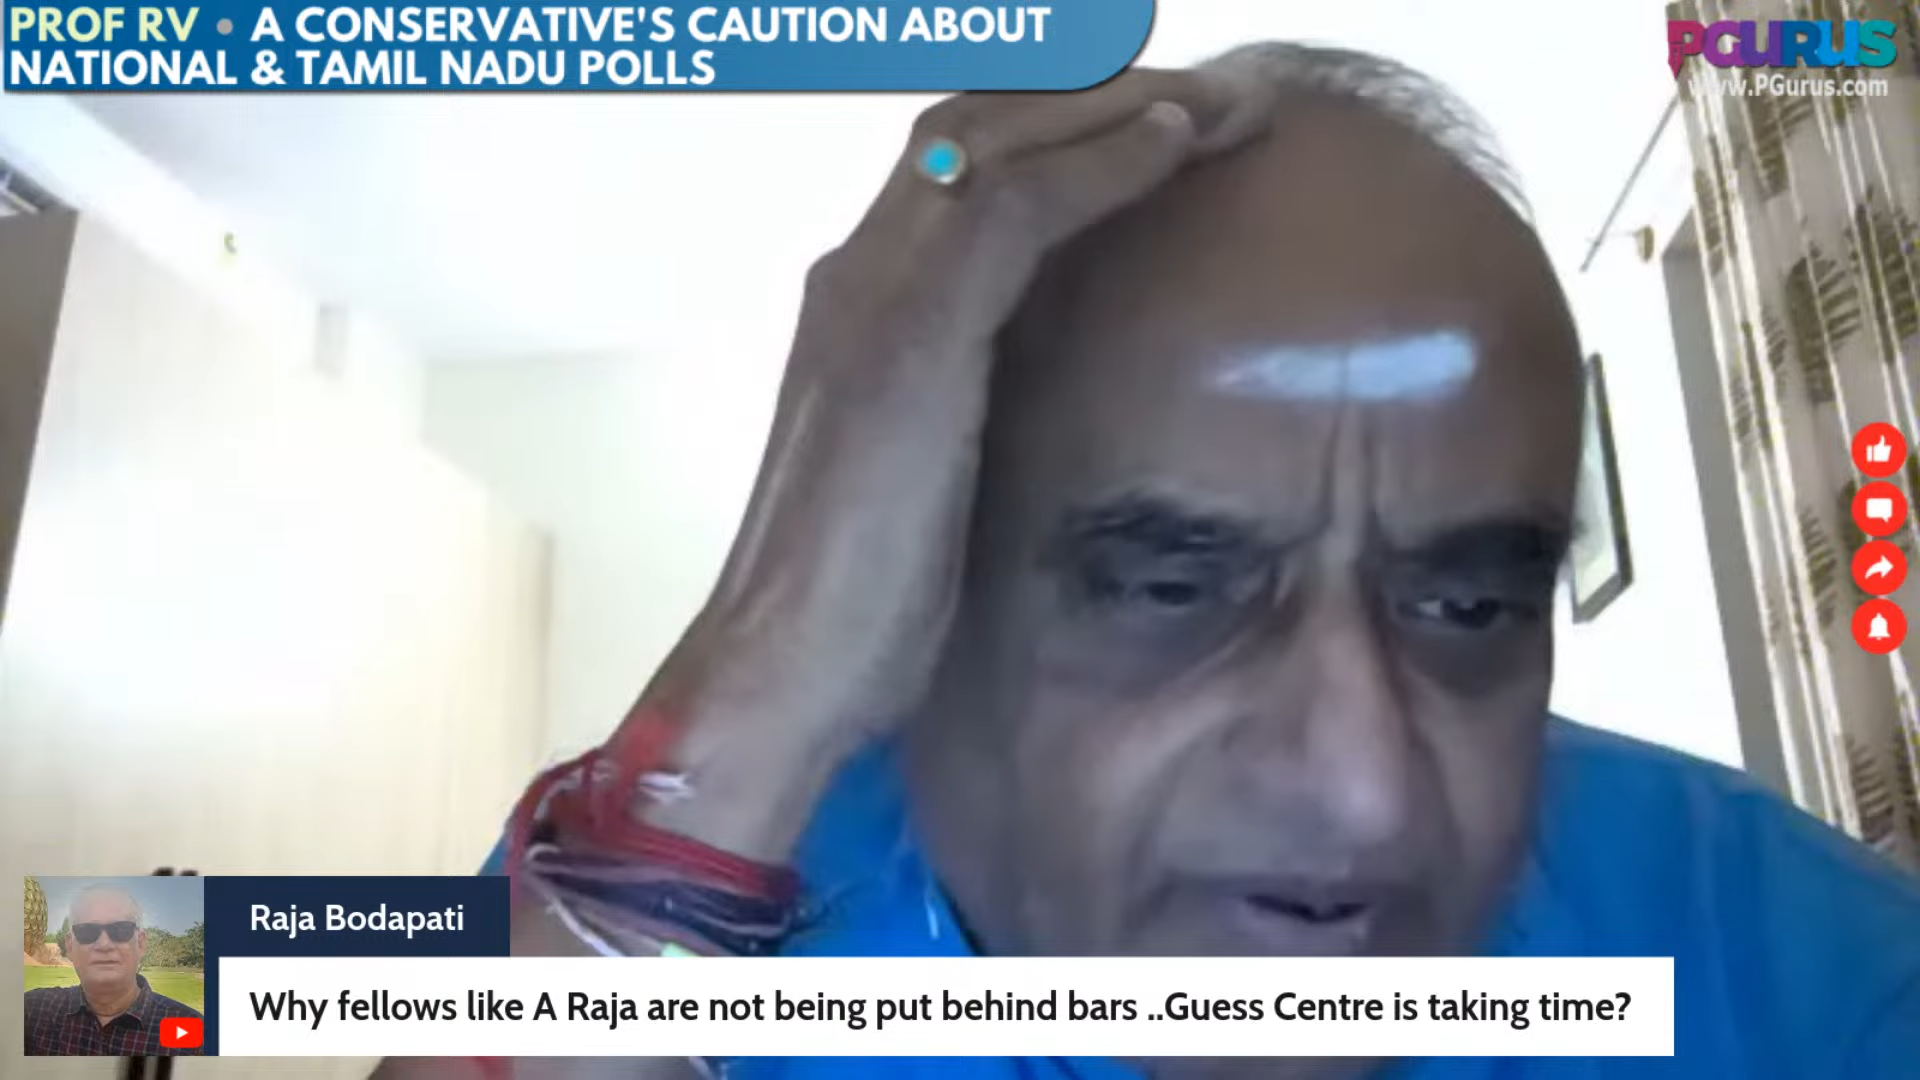 PROF RV • A CONSERVATIVE'S CAUTION ABOUT
NATIONAL & TAMIL NADU POLLS
PGURUS
www.PGurus.com
Raja Bodapati
Why fellows like A Raja are not being put behind bars ..Guess Centre is taking time?